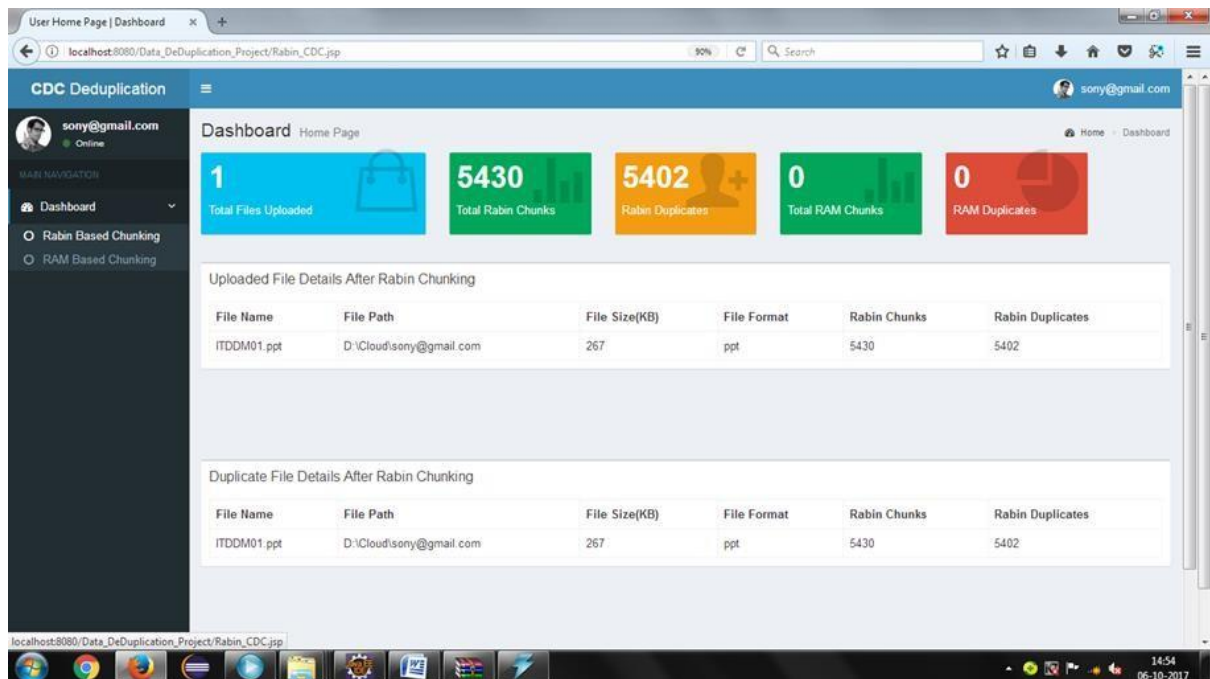 User Home Page | Dashboard
localhost:8080/Data_DeDuplication_Project/Rabin_CDC.jsp
90%
Search
CDC Deduplication
sony@gmail.com
sony@gmail.com
Online
Dashboard Home Page
Home
Dashboard
MAIN NAVIGATION
Dashboard
Rabin Based Chunking
RAM Based Chunking
1
Total Files Uploaded
5430
Total Rabin Chunks
5402
Rabin Duplicates
0
Total RAM Chunks
0
RAM Duplicates
Uploaded File Details After Rabin Chunking
File Name File Path File Size(KB) File Format Rabin Chunks Rabin Duplicates
ITDDM01.ppt D:\Cloud\sony@gmail.com 267 ppt 5430 5402
Duplicate File Details After Rabin Chunking
File Name File Path File Size(KB) File Format Rabin Chunks Rabin Duplicates
ITDDM01.ppt D:\Cloud\sony@gmail.com 267 ppt 5430 5402
localhost:8080/Data_DeDuplication_Project/Rabin_CDC.jsp
14:54
06-10-2017